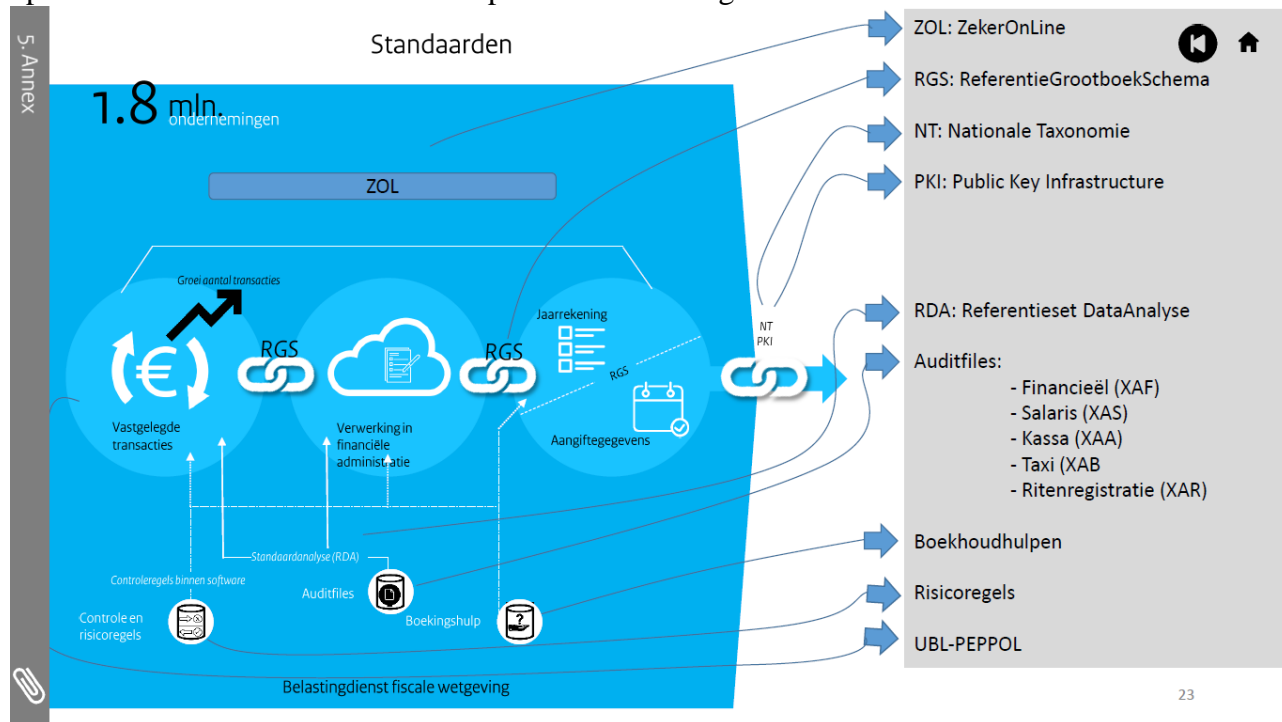 5. Annex
Standaarden
1.8 mln.
ondernemingen
ZOL
Groei aantal transacties
RGS
RGS
Jaarrekening
RGS
NT
PKI
Vastgelegde
transacties
Verwerking in
financiële
administratie
Aangiftegegevens
Standaardanalyse (RDA)
Controleregels binnen software
Auditfiles
Controle en
risicoregels
Boekingshulp
Belastingdienst fiscale wetgeving
ZOL: ZekerOnLine
RGS: ReferentieGrootboekSchema
NT: Nationale Taxonomie
PKI: Public Key Infrastructure
RDA: Referentieset DataAnalyse
Auditfiles:
- Financieël (XAF)
- Salaris (XAS)
- Kassa (XAA)
- Taxi (XAB
- Ritenregistratie (XAR)
Boekhoudhulpen
Risicoregels
UBL-PEPPOL
23